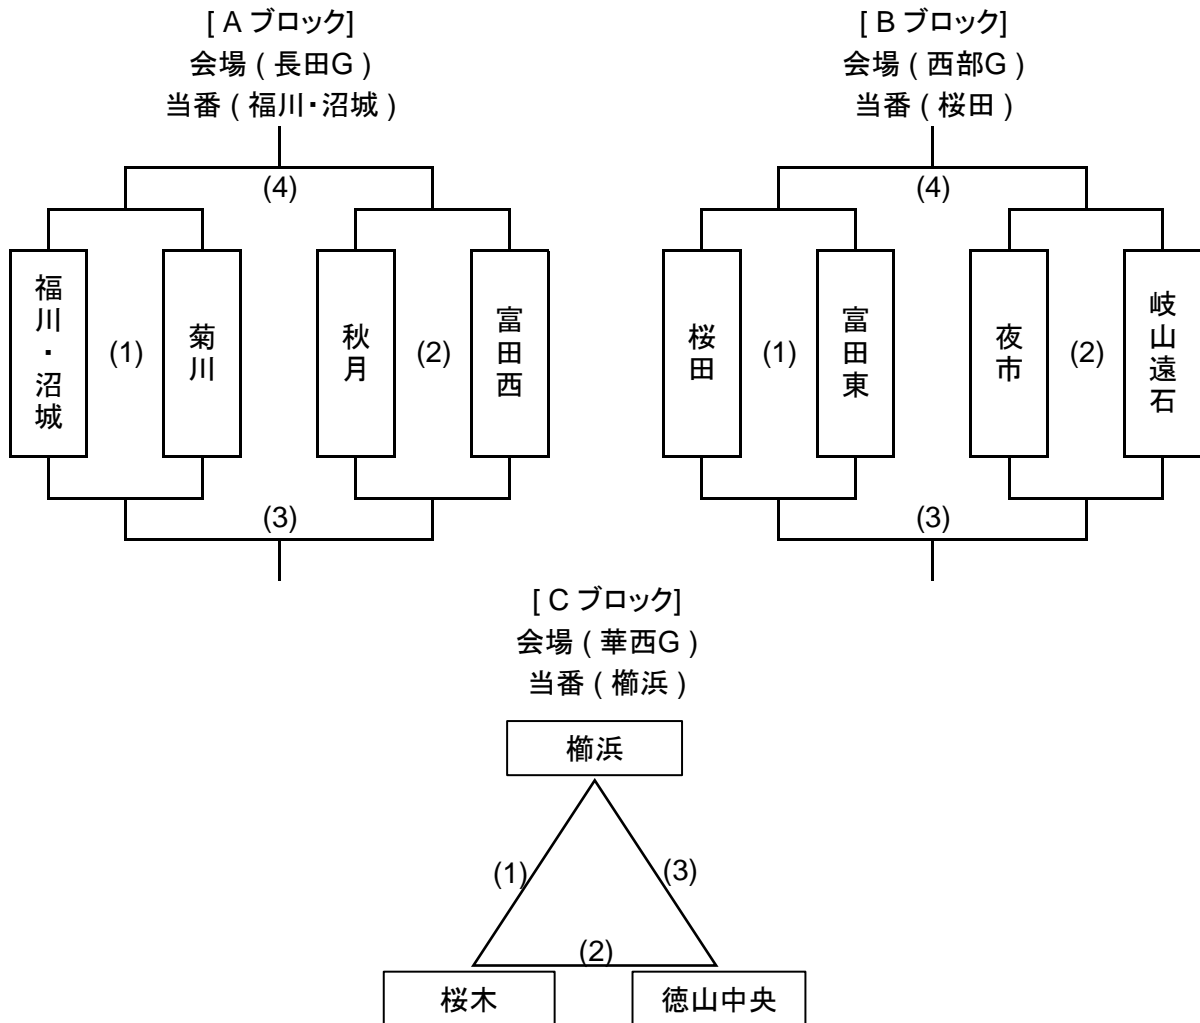 [ A ブロック]
会場 ( 長田G )
当番 ( 福川・沼城 )
(4)
福川・沼城
(1)
菊川
秋月
(2)
富田西
(3)
[ B ブロック]
会場 ( 西部G )
当番 ( 桜田 )
(4)
桜田
(1)
富田東
夜市
(2)
岐山遠石
(3)
[ C ブロック]
会場 ( 華西G )
当番 ( 櫛浜 )
櫛浜
(1)
(3)
(2)
桜木
徳山中央